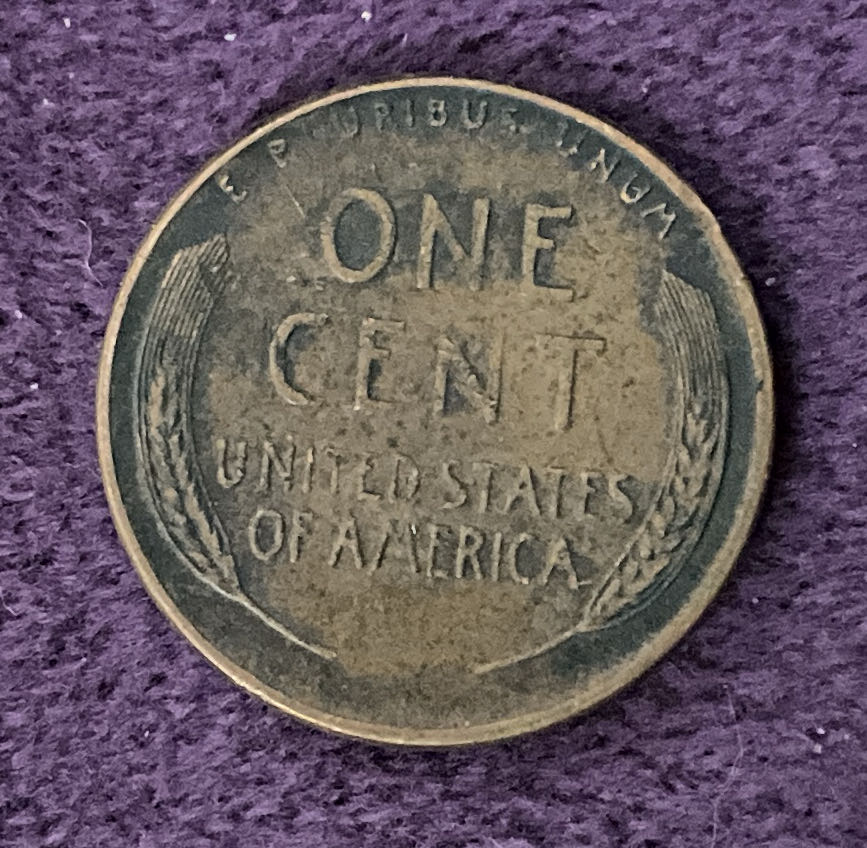 E PLURIBUS UNUM
ONE
CENT
UNITED STATES
OF AMERICA